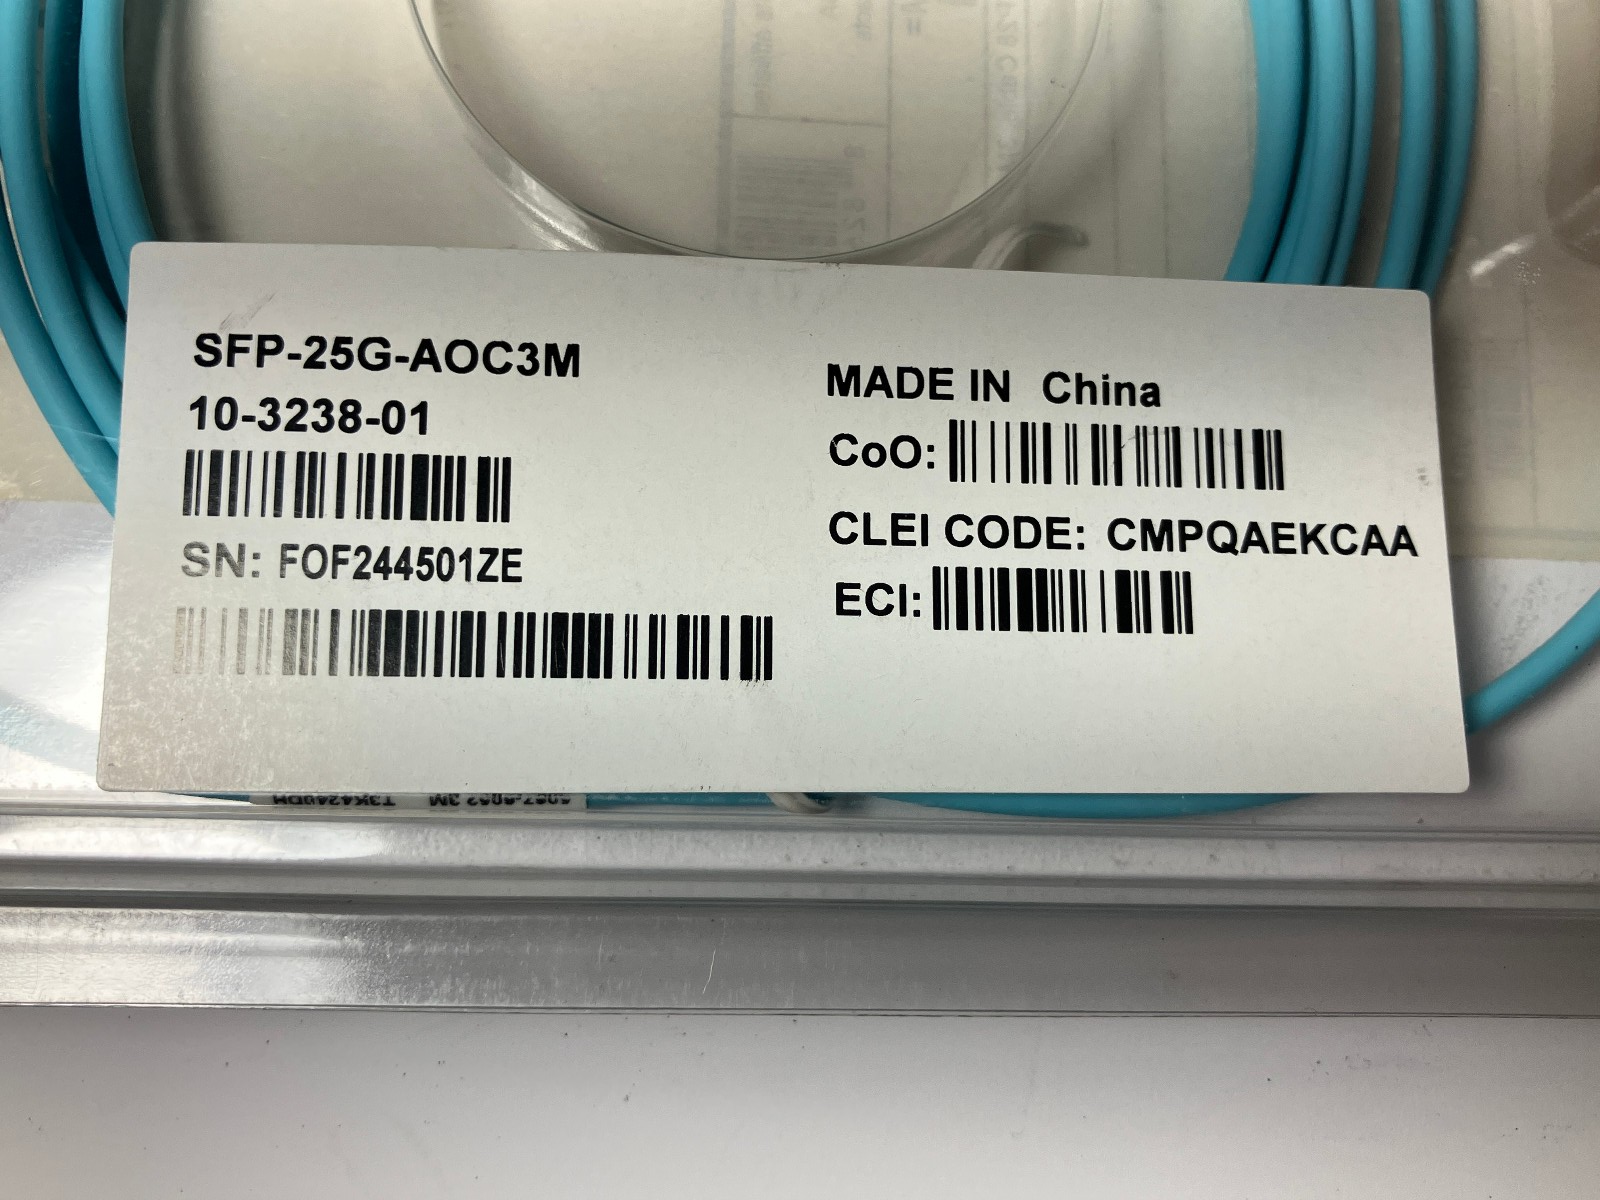 SFP-25G-AOC3M
10-3238-01
SN: FOF244501ZE
MADE IN China
CoO:
CLEI CODE: CMPQAEKCAA
ECI: